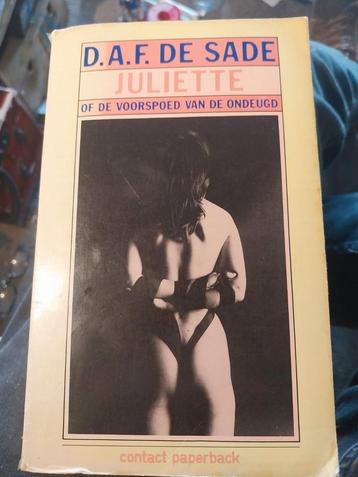 D.A.F. DE SADE
JULIETTE
OF DE VOORSPOED VAN DE ONDEUGD
contact paperback